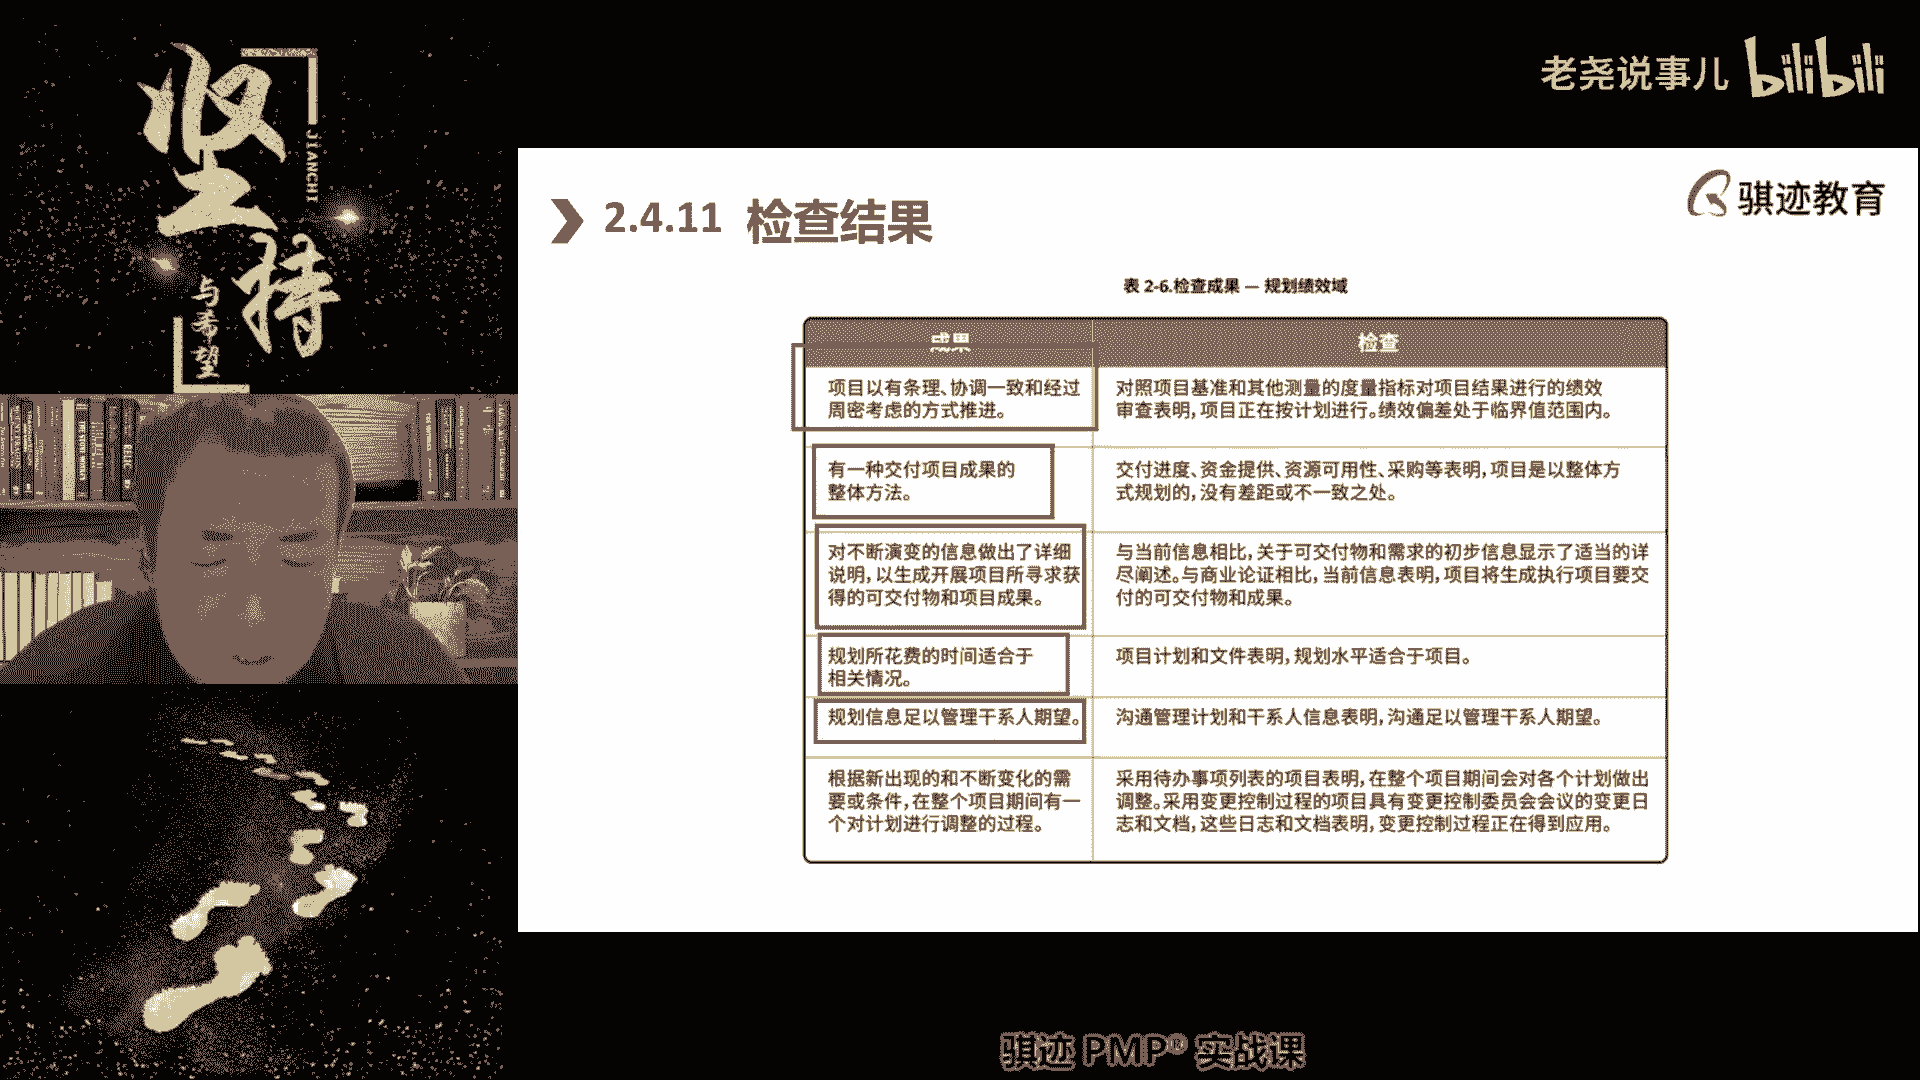 坚持
JIANCHI
与希望
老尧说事儿 bilibili
骐迹教育
2.4.11 检查结果
表 2-6.检查成果 — 规划绩效域
成果
检查
项目以有条理、协调一致和经过
周密考虑的方式推进。
对照项目基准和其他测量的度量指标对项目结果进行的绩效
审查表明,项目正在按计划进行。绩效偏差处于临界值范围内。
有一种交付项目成果的
整体方法。
交付进度、资金提供、资源可用性、采购等表明,项目是以整体方
式规划的,没有差距或不一致之处。
对不断演变的信息做出了详细
说明,以生成开展项目所寻求获
得的可交付物和项目成果。
与当前信息相比,关于可交付物和需求的初步信息显示了适当的详
尽阐述。与商业论证相比,当前信息表明,项目将生成执行项目要交
付的可交付物和成果。
规划所花费的时间适合于
相关情况。
项目计划和文件表明,规划水平适合于项目。
规划信息足以管理干系人期望。
沟通管理计划和干系人信息表明,沟通足以管理干系人期望。
根据新出现的和不断变化的需
要或条件,在整个项目期间有一
个对计划进行调整的过程。
采用待办事项列表的项目表明,在整个项目期间会对各个计划做出
调整。采用变更控制过程的项目具有变更控制委员会会议的变更日
志和文档,这些日志和文档表明,变更控制过程正在得到应用。
骐迹 PMP® 实战课